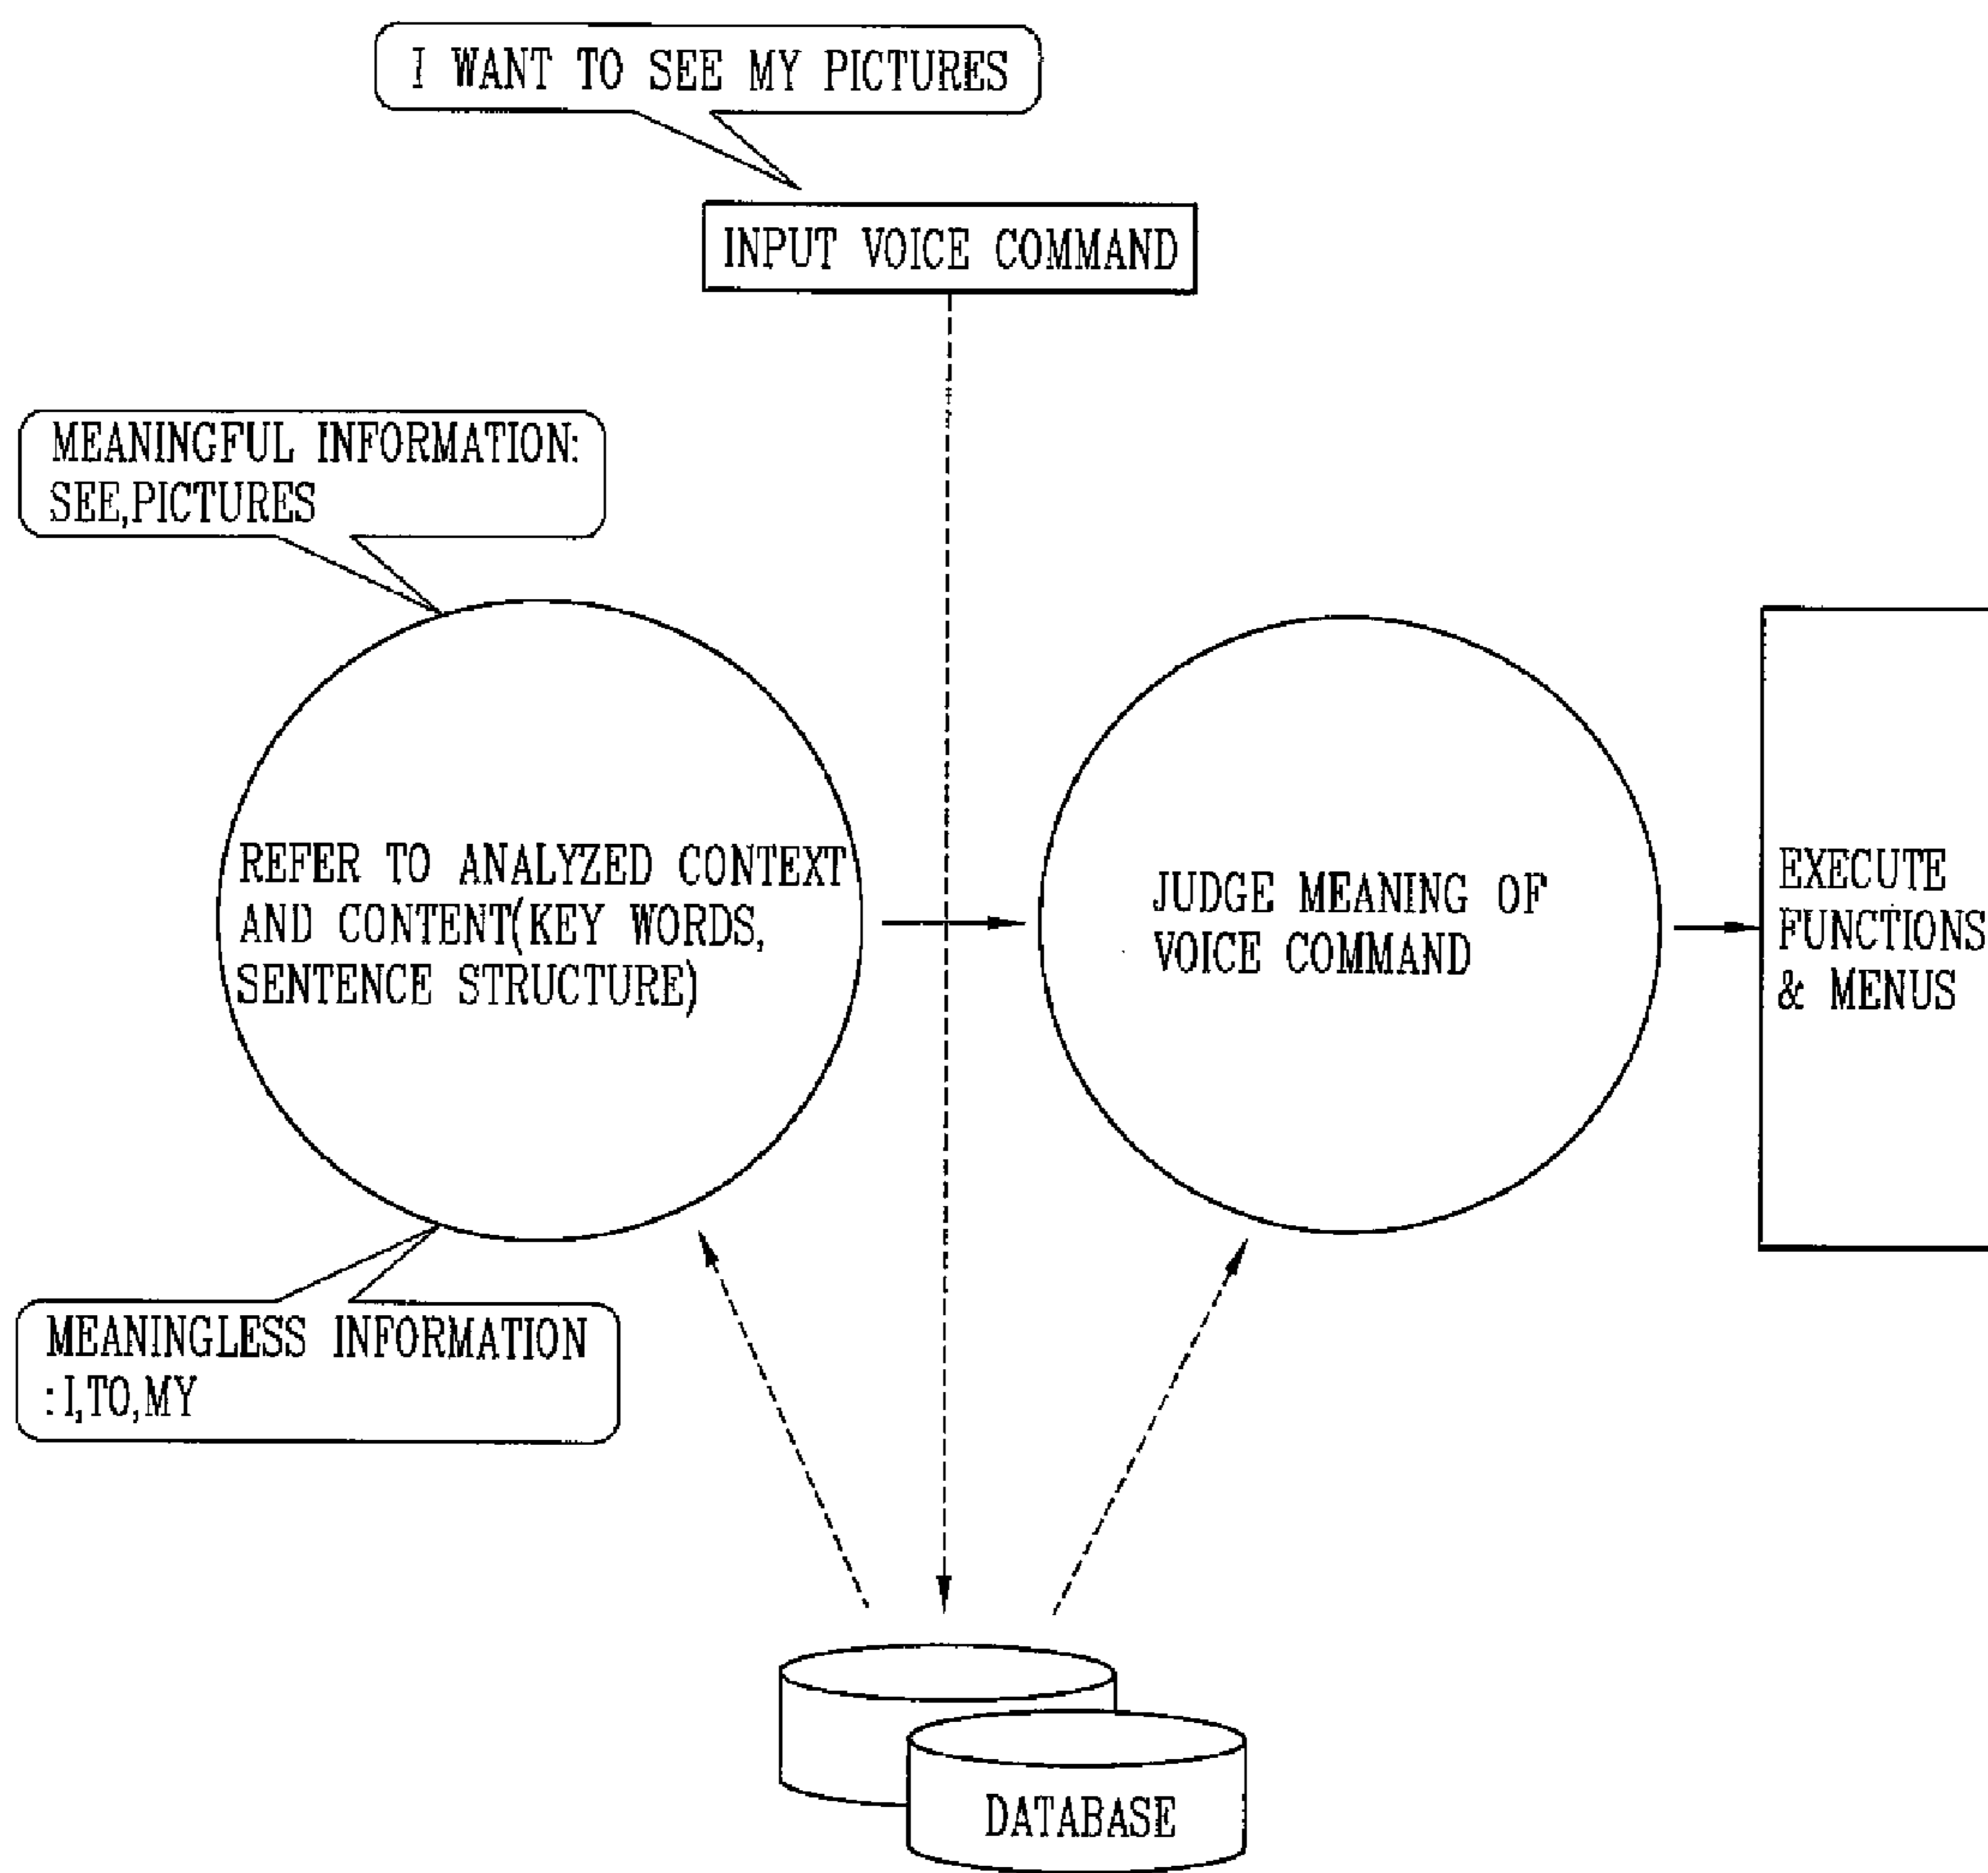 I WANT TO SEE MY PICTURES
INPUT VOICE COMMAND
MEANINGFUL INFORMATION:
SEE,PICTURES
REFER TO ANALYZED CONTEXT
AND CONTENT(KEY WORDS,
SENTENCE STRUCTURE)
JUDGE MEANING OF
VOICE COMMAND
EXECUTE
FUNCTIONS
& MENUS
MEANINGLESS INFORMATION
:I,TO,MY
DATABASE